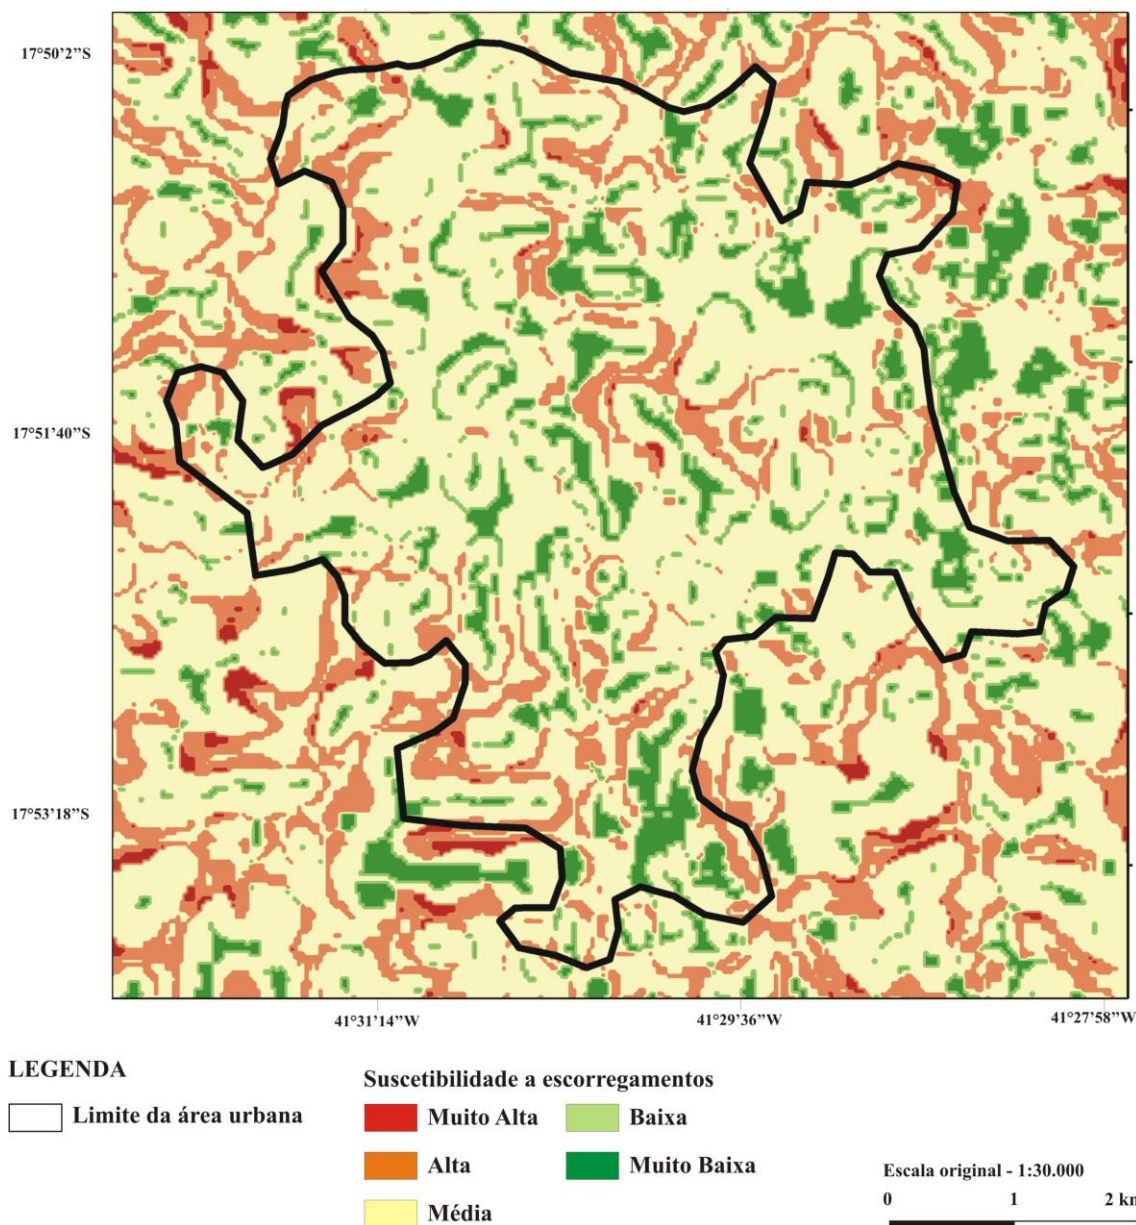 17°50’2”S
17°51’40”S
17°53’18”S
41°31’14”W
41°29’36”W
41°27’58”W
LEGENDA
Limite da área urbana
Suscetibilidade a escorregamentos
Muito Alta
Baixa
Alta
Muito Baixa
Média
Escala original - 1:30.000
0 1 2 km